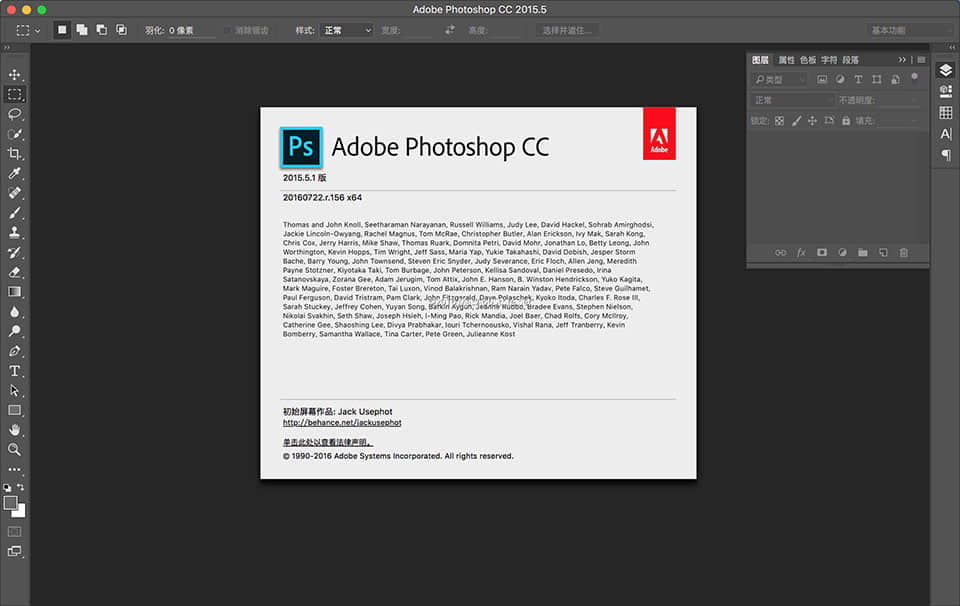 Adobe Photoshop CC 2015.5
羽化: 0 像素 消除锯齿 样式: 正常 宽度: 高度: 选择并遮住... 基本功能
图层 属性 色板 字符 段落
类型
正常 不透明度:
锁定: 填充:
Ps Adobe Photoshop CC
Adobe
2015.5.1 版
20160722.r.156 x64
Thomas and John Knoll, Seetharaman Narayanan, Russell Williams, Judy Lee, David Hackel, Sohrab Amirghodsi,
Jackie Lincoln-Owyang, Rachel Magnus, Tom McRae, Christopher Butler, Alan Erickson, Ivy Mak, Sarah Kong,
Chris Cox, Jerry Harris, Mike Shaw, Thomas Ruark, Domnita Petri, David Mohr, Jonathan Lo, Betty Leong, John
Worthington, Kevin Hopps, Tim Wright, Jeff Sass, Maria Yap, Yukie Takahashi, David Dobish, Jesper Storm
Bache, Barry Young, John Townsend, Steven Eric Snyder, Judy Severance, Eric Floch, Allen Jeng, Meredith
Payne Stotzner, Kiyotaka Taki, Tom Burbage, John Peterson, Kellisa Sandoval, Daniel Presedo, Irina
Satanovskaya, Zorana Gee, Adam Jerugim, Tom Attix, John E. Hanson, B. Winston Hendrickson, Yuko Kagita,
Mark Maguire, Foster Brereton, Tai Luxon, Vinod Balakrishnan, Ram Narain Yadav, Pete Falco, Steve Guilhamet,
Paul Ferguson, David Tristram, Pam Clark, John Fitzgerald, Dave Polaschek, Kyoko Itoda, Charles F. Rose III,
Sarah Stuckey, Jeffrey Cohen, Yuyan Song, Barkin Aygun, Jeanne Rubbo, Bradee Evans, Stephen Nielson,
Nikolai Svakhin, Seth Shaw, Joseph Hsieh, I-Ming Pao, Rick Mandia, Joel Baer, Chad Rolfs, Cory McIlroy,
Catherine Gee, Shaoshing Lee, Divya Prabhakar, Iouri Tchernoousko, Vishal Rana, Jeff Tranberry, Kevin
Bomberry, Samantha Wallace, Tina Carter, Pete Green, Julieanne Kost
初始屏幕作品: Jack Usephot
http://behance.net/jackusephot
单击此处以查看法律声明。
© 1990-2016 Adobe Systems Incorporated. All rights reserved.